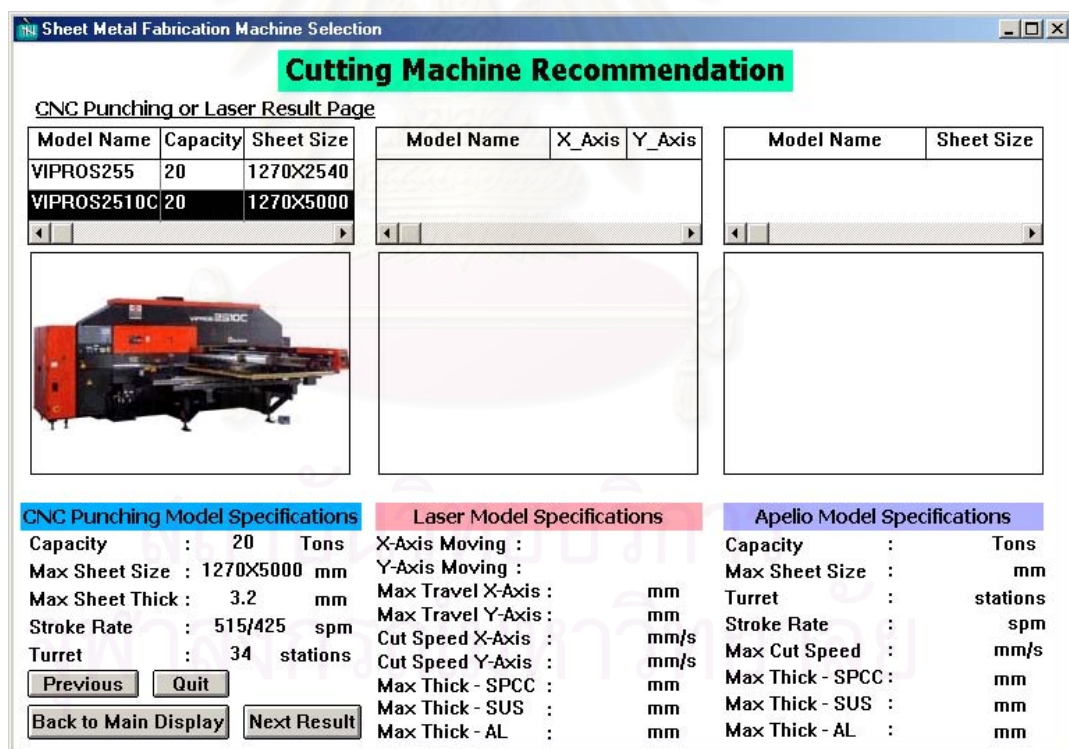 Sheet Metal Fabrication Machine Selection
Cutting Machine Recommendation
CNC Punching or Laser Result Page
Model Name Capacity Sheet Size
VIPROS255 20 1270X2540
VIPROS2510C 20 1270X5000
Model Name X_Axis Y_Axis
Model Name Sheet Size
VIPROS 2510C
CNC Punching Model Specifications
Capacity : 20 Tons
Max Sheet Size : 1270X5000 mm
Max Sheet Thick : 3.2 mm
Stroke Rate : 515/425 spm
Turret : 34 stations
Previous Quit
Back to Main Display Next Result
Laser Model Specifications
X-Axis Moving :
Y-Axis Moving :
Max Travel X-Axis : mm
Max Travel Y-Axis : mm
Cut Speed X-Axis : mm/s
Cut Speed Y-Axis : mm/s
Max Thick - SPCC : mm
Max Thick - SUS : mm
Max Thick - AL : mm
Apelio Model Specifications
Capacity : Tons
Max Sheet Size : mm
Turret : stations
Stroke Rate : spm
Max Cut Speed : mm/s
Max Thick - SPCC : mm
Max Thick - SUS : mm
Max Thick - AL : mm